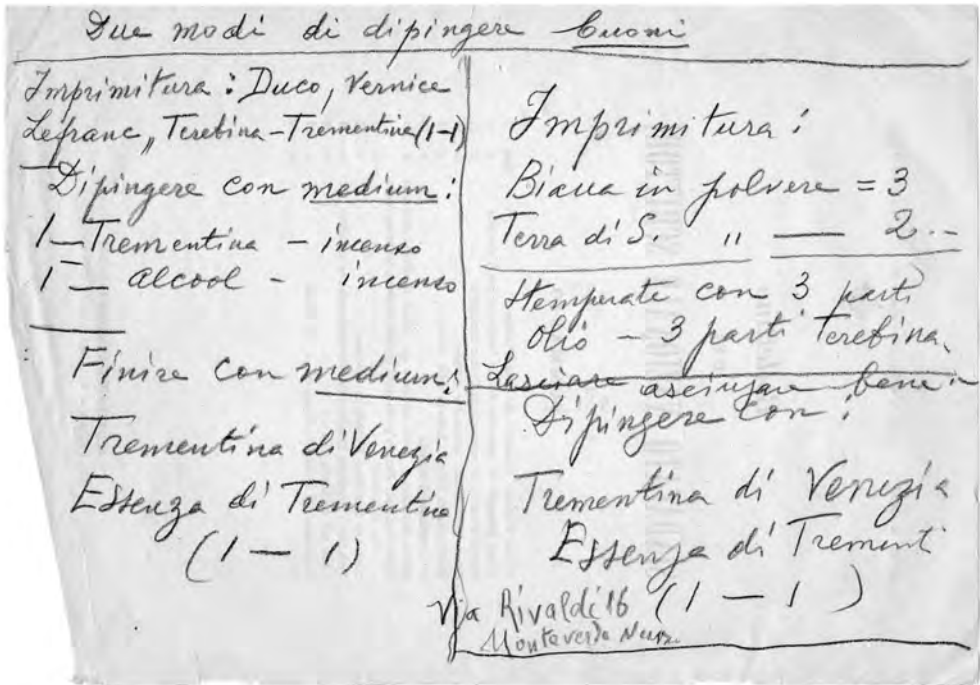 Due modi di dipingere buoni
Imprimitura: Duco, Vernice
Lefranc „ Terebina-Trementina (1-1)
Dipingere con medium:
1 — Trementina - incenso
1 — alcool - incenso
Finire con medium:
Trementina di Venezia
Essenza di Trementina
(1 — 1)
Imprimitura:
Biacca in polvere = 3
Terra di S. " — 2 --
Stemperate con 3 parti
olio - 3 parti Terebina.
Lasciare asciugare bene -
Dipingere con:
Trementina di Venezia
Essenza di Trementi
(1 — 1)
Via Rivaldi 16
Monteverde